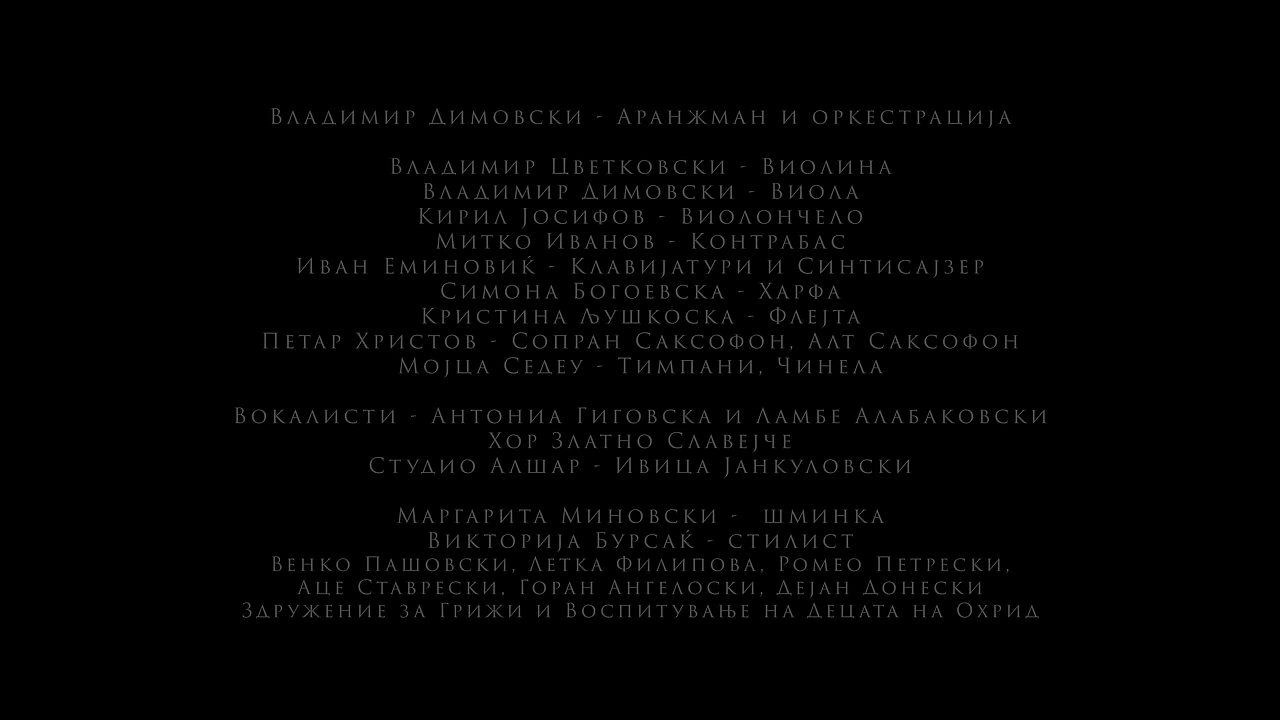 Владимир Димовски - Аранжман и оркестрација
Владимир Цветковски - Виолина
Владимир Димовски - Виола
Кирил Јосифов - Виолончело
Митко Иванов - Контрабас
Иван Еминовиќ - Клавијатури и Синтисајзер
Симона Богоевска - Харфа
Кристина Љушкоска - Флејта
Петар Христов - Сопран Саксофон, Алт Саксофон
Мојца Седеу - Тимпани, Чинела
Вокалисти - Антониа Гиговска и Ламбе Алабаковски
Хор Златно Славејче
Студио Алшар - Ивица Јанкуловски
Маргарита Миновски - шминка
Викторија Бурсаќ - стилист
Венко Пашовски, Летка Филипова, Ромео Петрески,
Аце Ставрески, Горан Ангелоски, Дејан Донески
Здружение за Грижи и Воспитување на Децата на Охрид